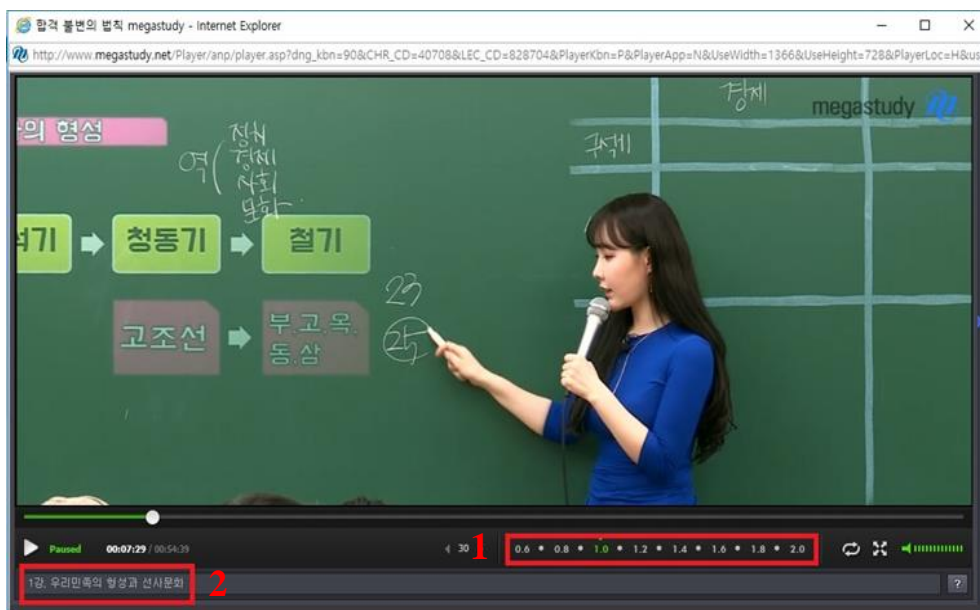 합격 불변의 법칙 megastudy - Internet Explorer
http://www.megastudy.net/Player/anp/player.asp?dng_kbn=90&CHR_CD=40708&LEC_CD=828704&PlayerKbn=P&PlayerApp=N&UseWidth=1366&UseHeight=728&PlayerLoc=H&us
megastudy
경제
의 형성
역
정치
경제
사회
문화
구석기
석기
청동기
철기
고조선
부.고.옥.
동.삼
23
25
Paused 00:07:29 / 00:54:39
30
1
0.6 • 0.8 • 1.0 • 1.2 • 1.4 • 1.6 • 1.8 • 2.0
1강. 우리민족의 형성과 선사문화
2
?